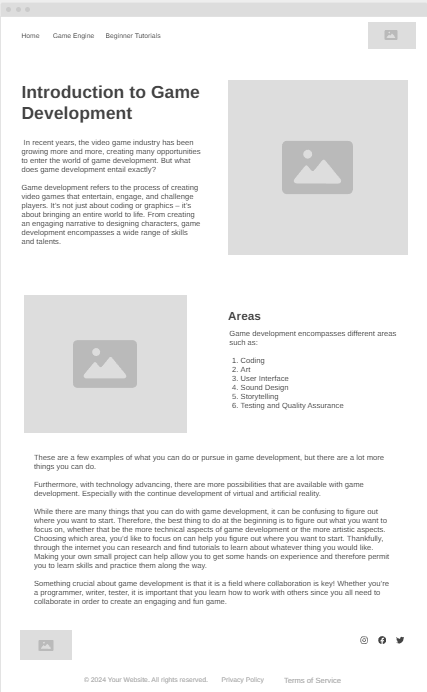 Home Game Engine Beginner Tutorials
Introduction to Game
Development
In recent years, the video game industry has been
growing more and more, creating many opportunities
to enter the world of game development. But what
does game development entail exactly?
Game development refers to the process of creating
video games that entertain, engage, and challenge
players. It's not just about coding or graphics – it's
about bringing an entire world to life. From creating
an engaging narrative to designing characters, game
development encompasses a wide range of skills
and talents.
Areas
Game development encompasses different areas
such as:
1. Coding
2. Art
3. User Interface
4. Sound Design
5. Storytelling
6. Testing and Quality Assurance
These are a few examples of what you can do or pursue in game development, but there are a lot more
things you can do.
Furthermore, with technology advancing, there are more possibilities that are available with game
development. Especially with the continue development of virtual and artificial reality.
While there are many things that you can do with game development, it can be confusing to figure out
where you want to start. Therefore, the best thing to do at the beginning is to figure out what you want to
focus on, whether that be the more technical aspects of game development or the more artistic aspects.
Choosing which area, you'd like to focus on can help you figure out where you want to start. Thankfully,
through the internet you can research and find tutorials to learn about whatever thing you would like.
Making your own small project can help allow you to get some hands on experience and therefore permit
you to learn skills and practice them along the way.
Something crucial about game development is that it is a field where collaboration is key! Whether you're
a programmer, writer, tester, it is important that you learn how to work with others since you all need to
collaborate in order to create an engaging and fun game.
© 2024 Your Website. All rights reserved. Privacy Policy Terms of Service